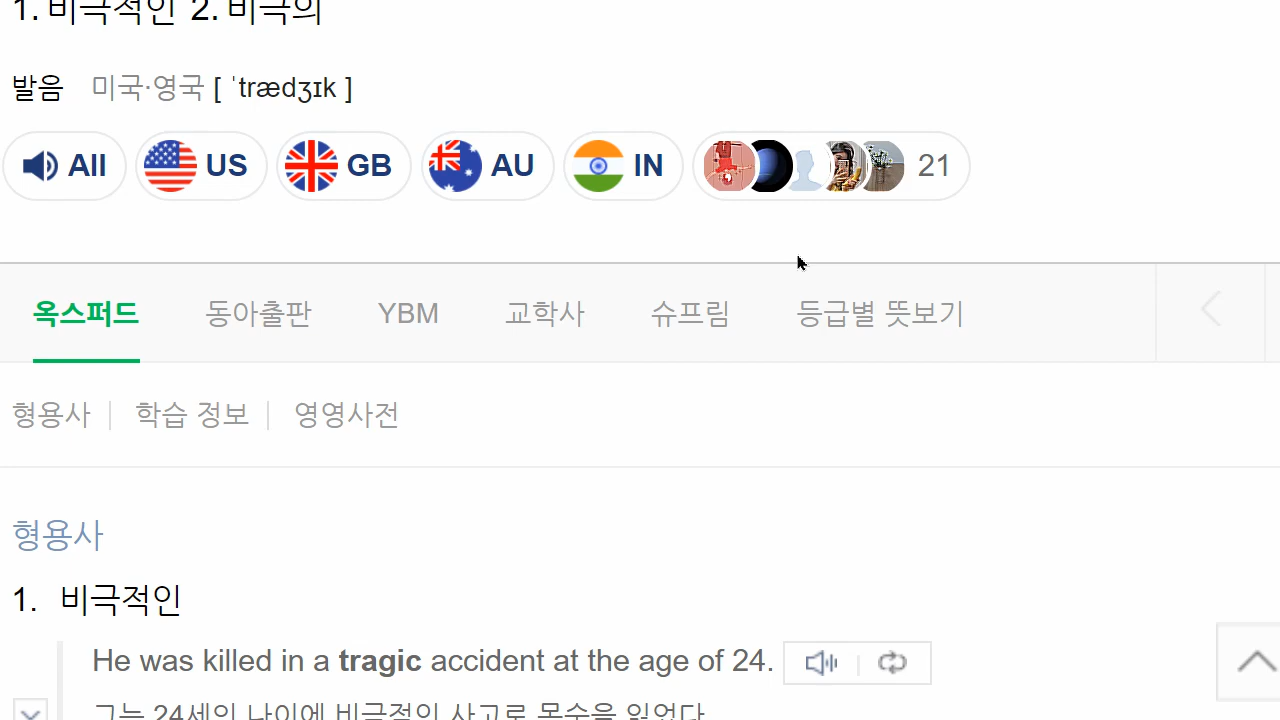 1. 비극적인 2. 비극의
발음 미국·영국 [ ˈtrædʒɪk ]
All US GB AU IN 21
옥스퍼드 동아출판 YBM 교학사 슈프림 등급별 뜻보기
형용사 학습 정보 영영사전
형용사
1. 비극적인
He was killed in a tragic accident at the age of 24.
그는 24세의 나이에 비극적인 사고로 목숨을 잃었다.